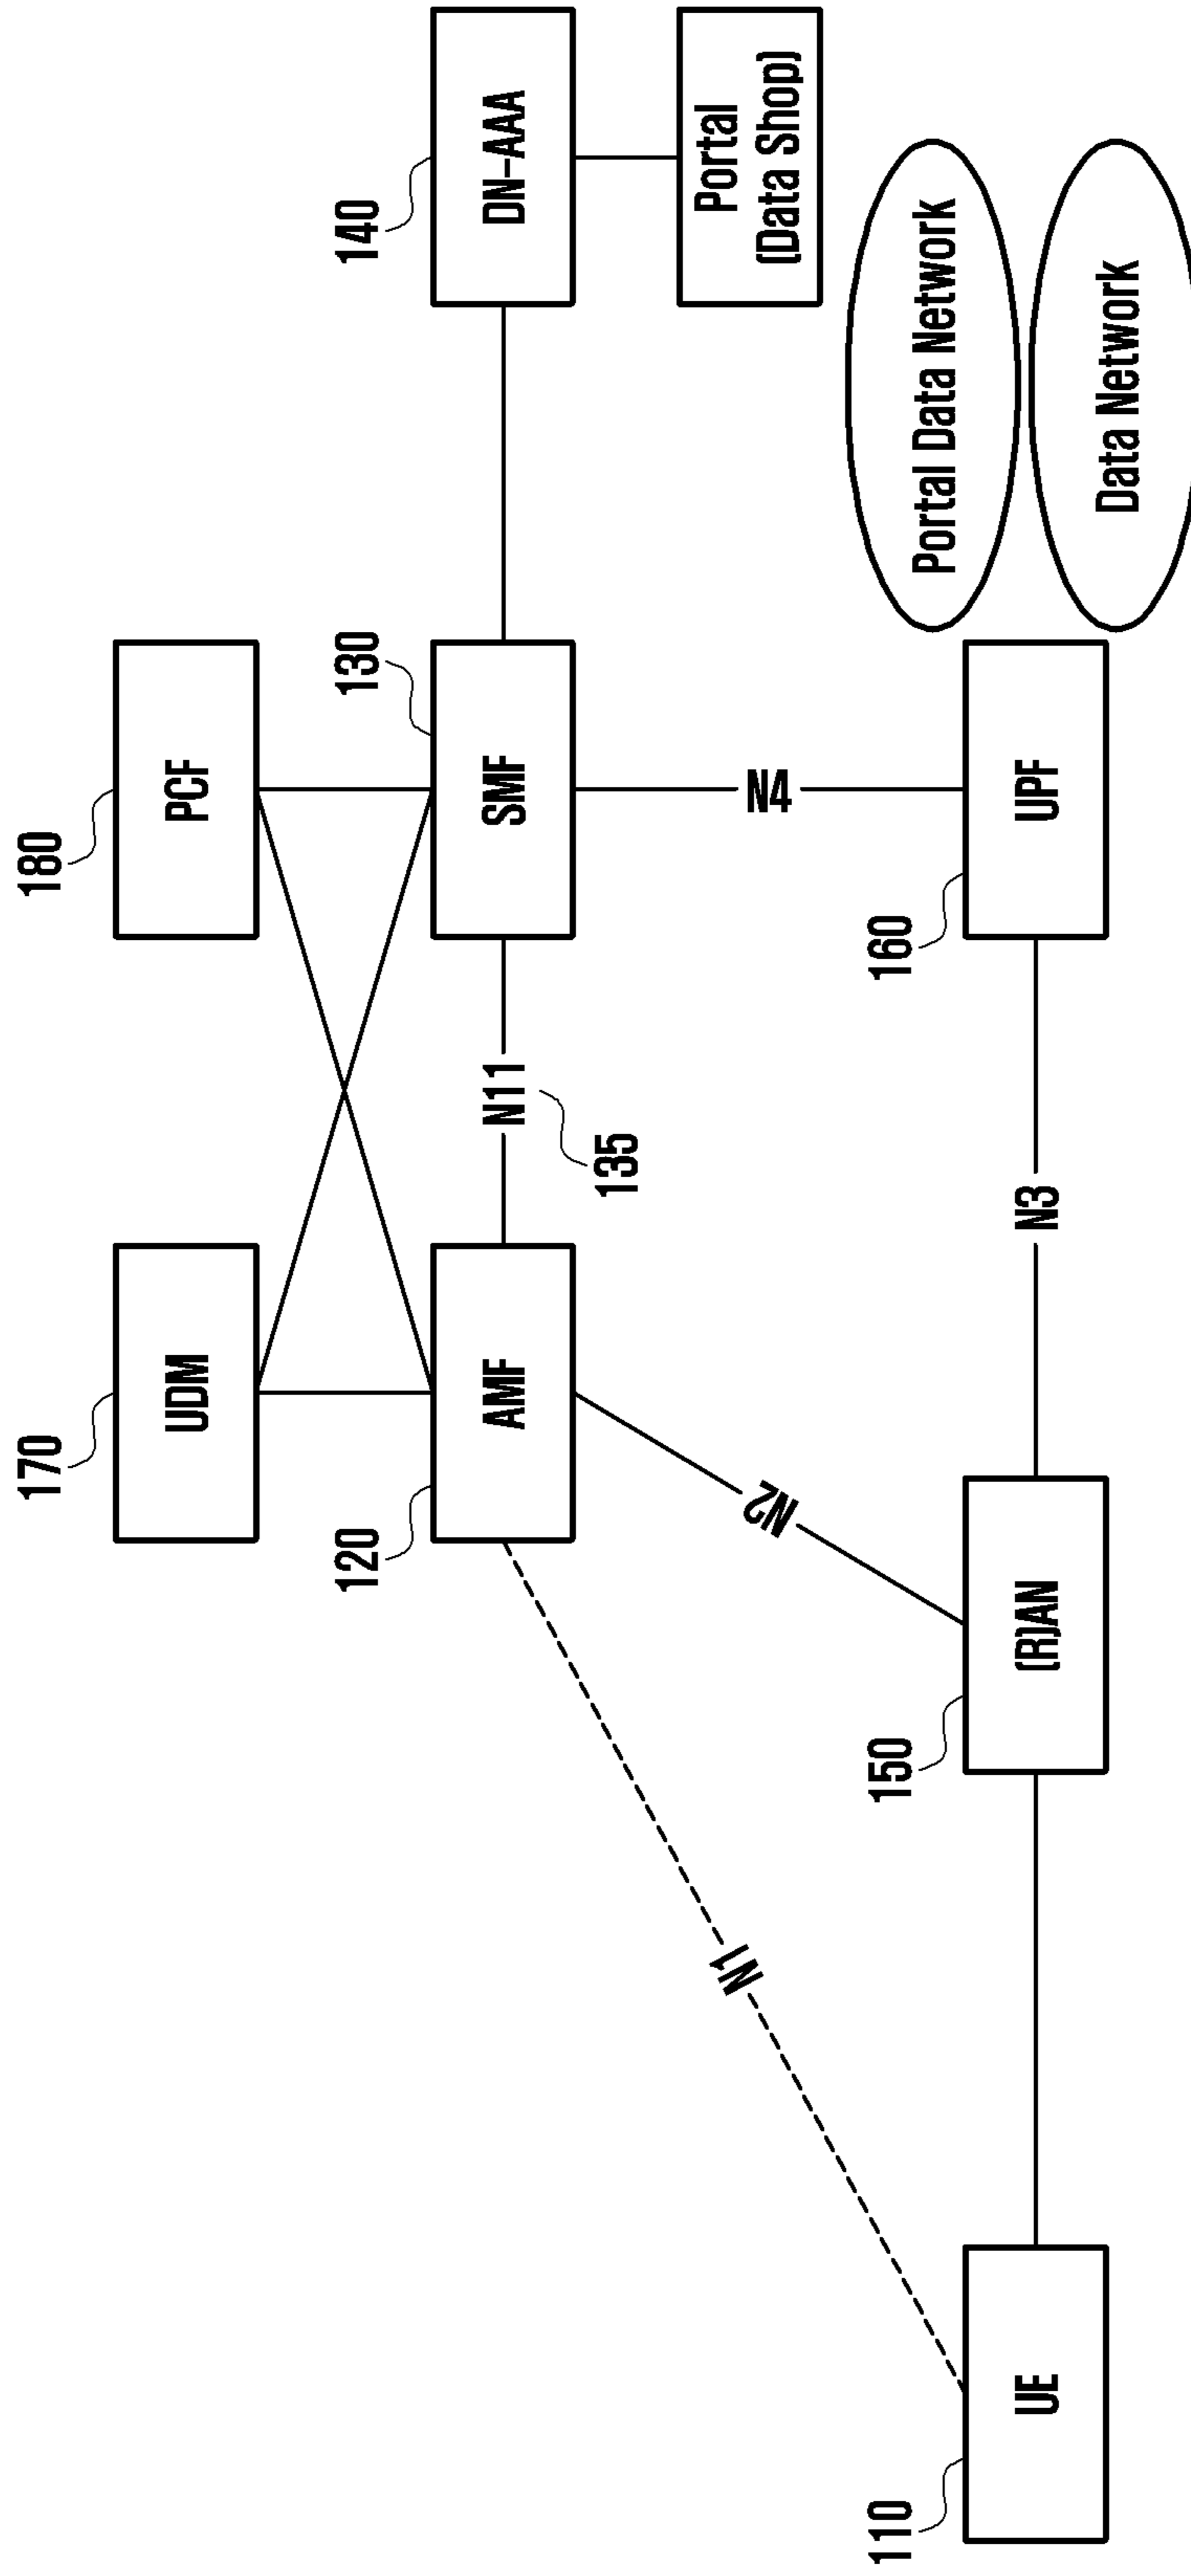 170
180
UDM
PCF
120
130
140
AMF
N11
SMF
DN-AAA
135
N1
N2
N4
Portal
(Data Shop)
110
150
160
Portal Data Network
UE
(R)AN
N3
UPF
Data Network